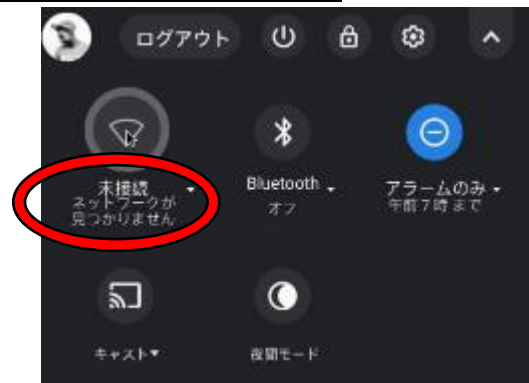 ログアウト
未接続
ネットワークが
見つかりません
Bluetooth
オフ
アラームのみ
午前7時まで
キャスト
夜間モード